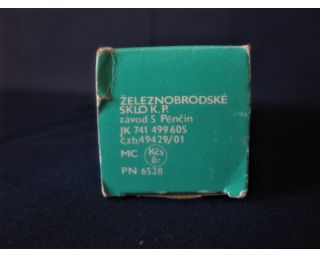 ŽELEZNOBRODSKÉ
SKLO K.P.
závod 5 Pěnčín
JK 741 499 605
č.zb.49429/01
MC Kčs 8:-
PN 6528